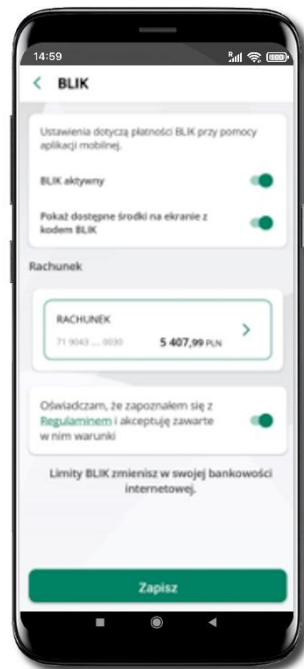 14:59
BLIK
Ustawienia dotyczą płatności BLIK przy pomocy
aplikacji mobilnej.
BLIK aktywny
Pokaż dostępne środki na ekranie z
kodem BLIK
Rachunek
RACHUNEK
71 9043 ... 0030 5 407,99 PLN
Oświadczam, że zapoznałem się z
Regulaminem i akceptuję zawarte
w nim warunki
Limity BLIK zmienisz w swojej bankowości
internetowej.
Zapisz